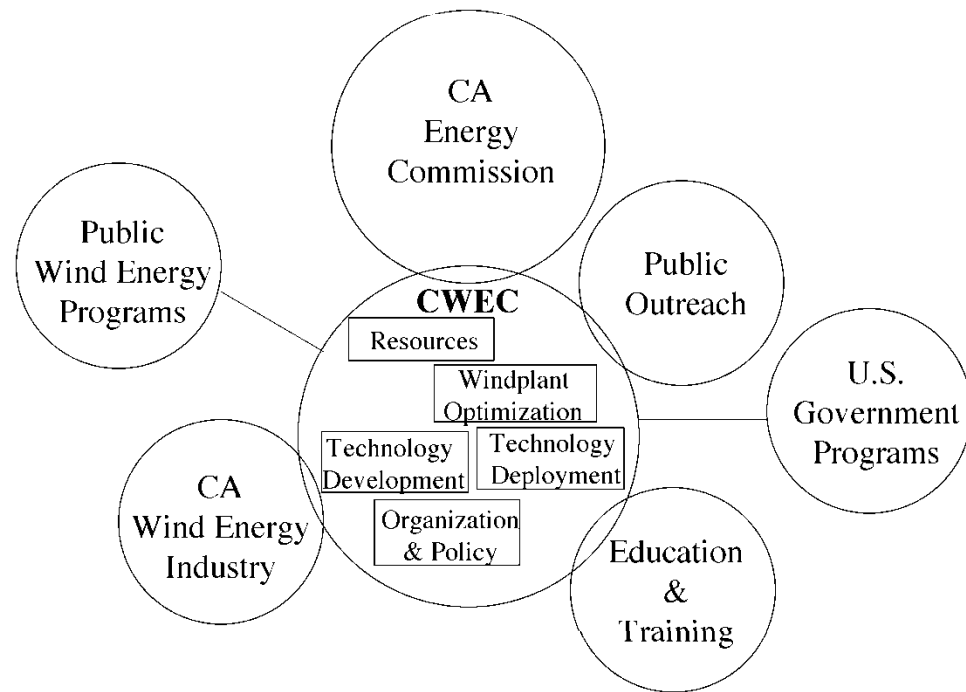 CA
Energy
Commission
Public
Wind Energy
Programs
Public
Outreach
CWEC
Resources
Windplant
Optimization
Technology
Development
Technology
Deployment
Organization
& Policy
U.S.
Government
Programs
CA
Wind Energy
Industry
Education
&
Training